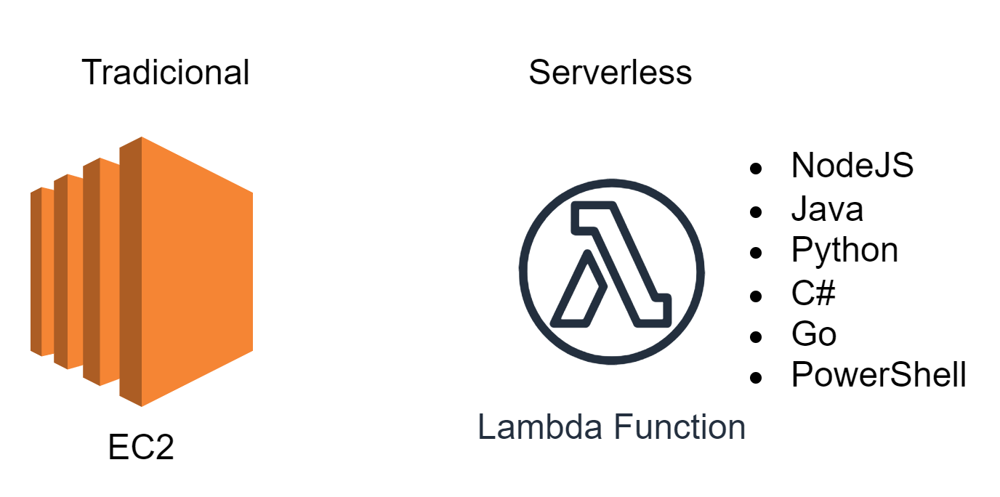 Tradicional
Serverless
EC2
Lambda Function
NodeJS
Java
Python
C#
Go
PowerShell